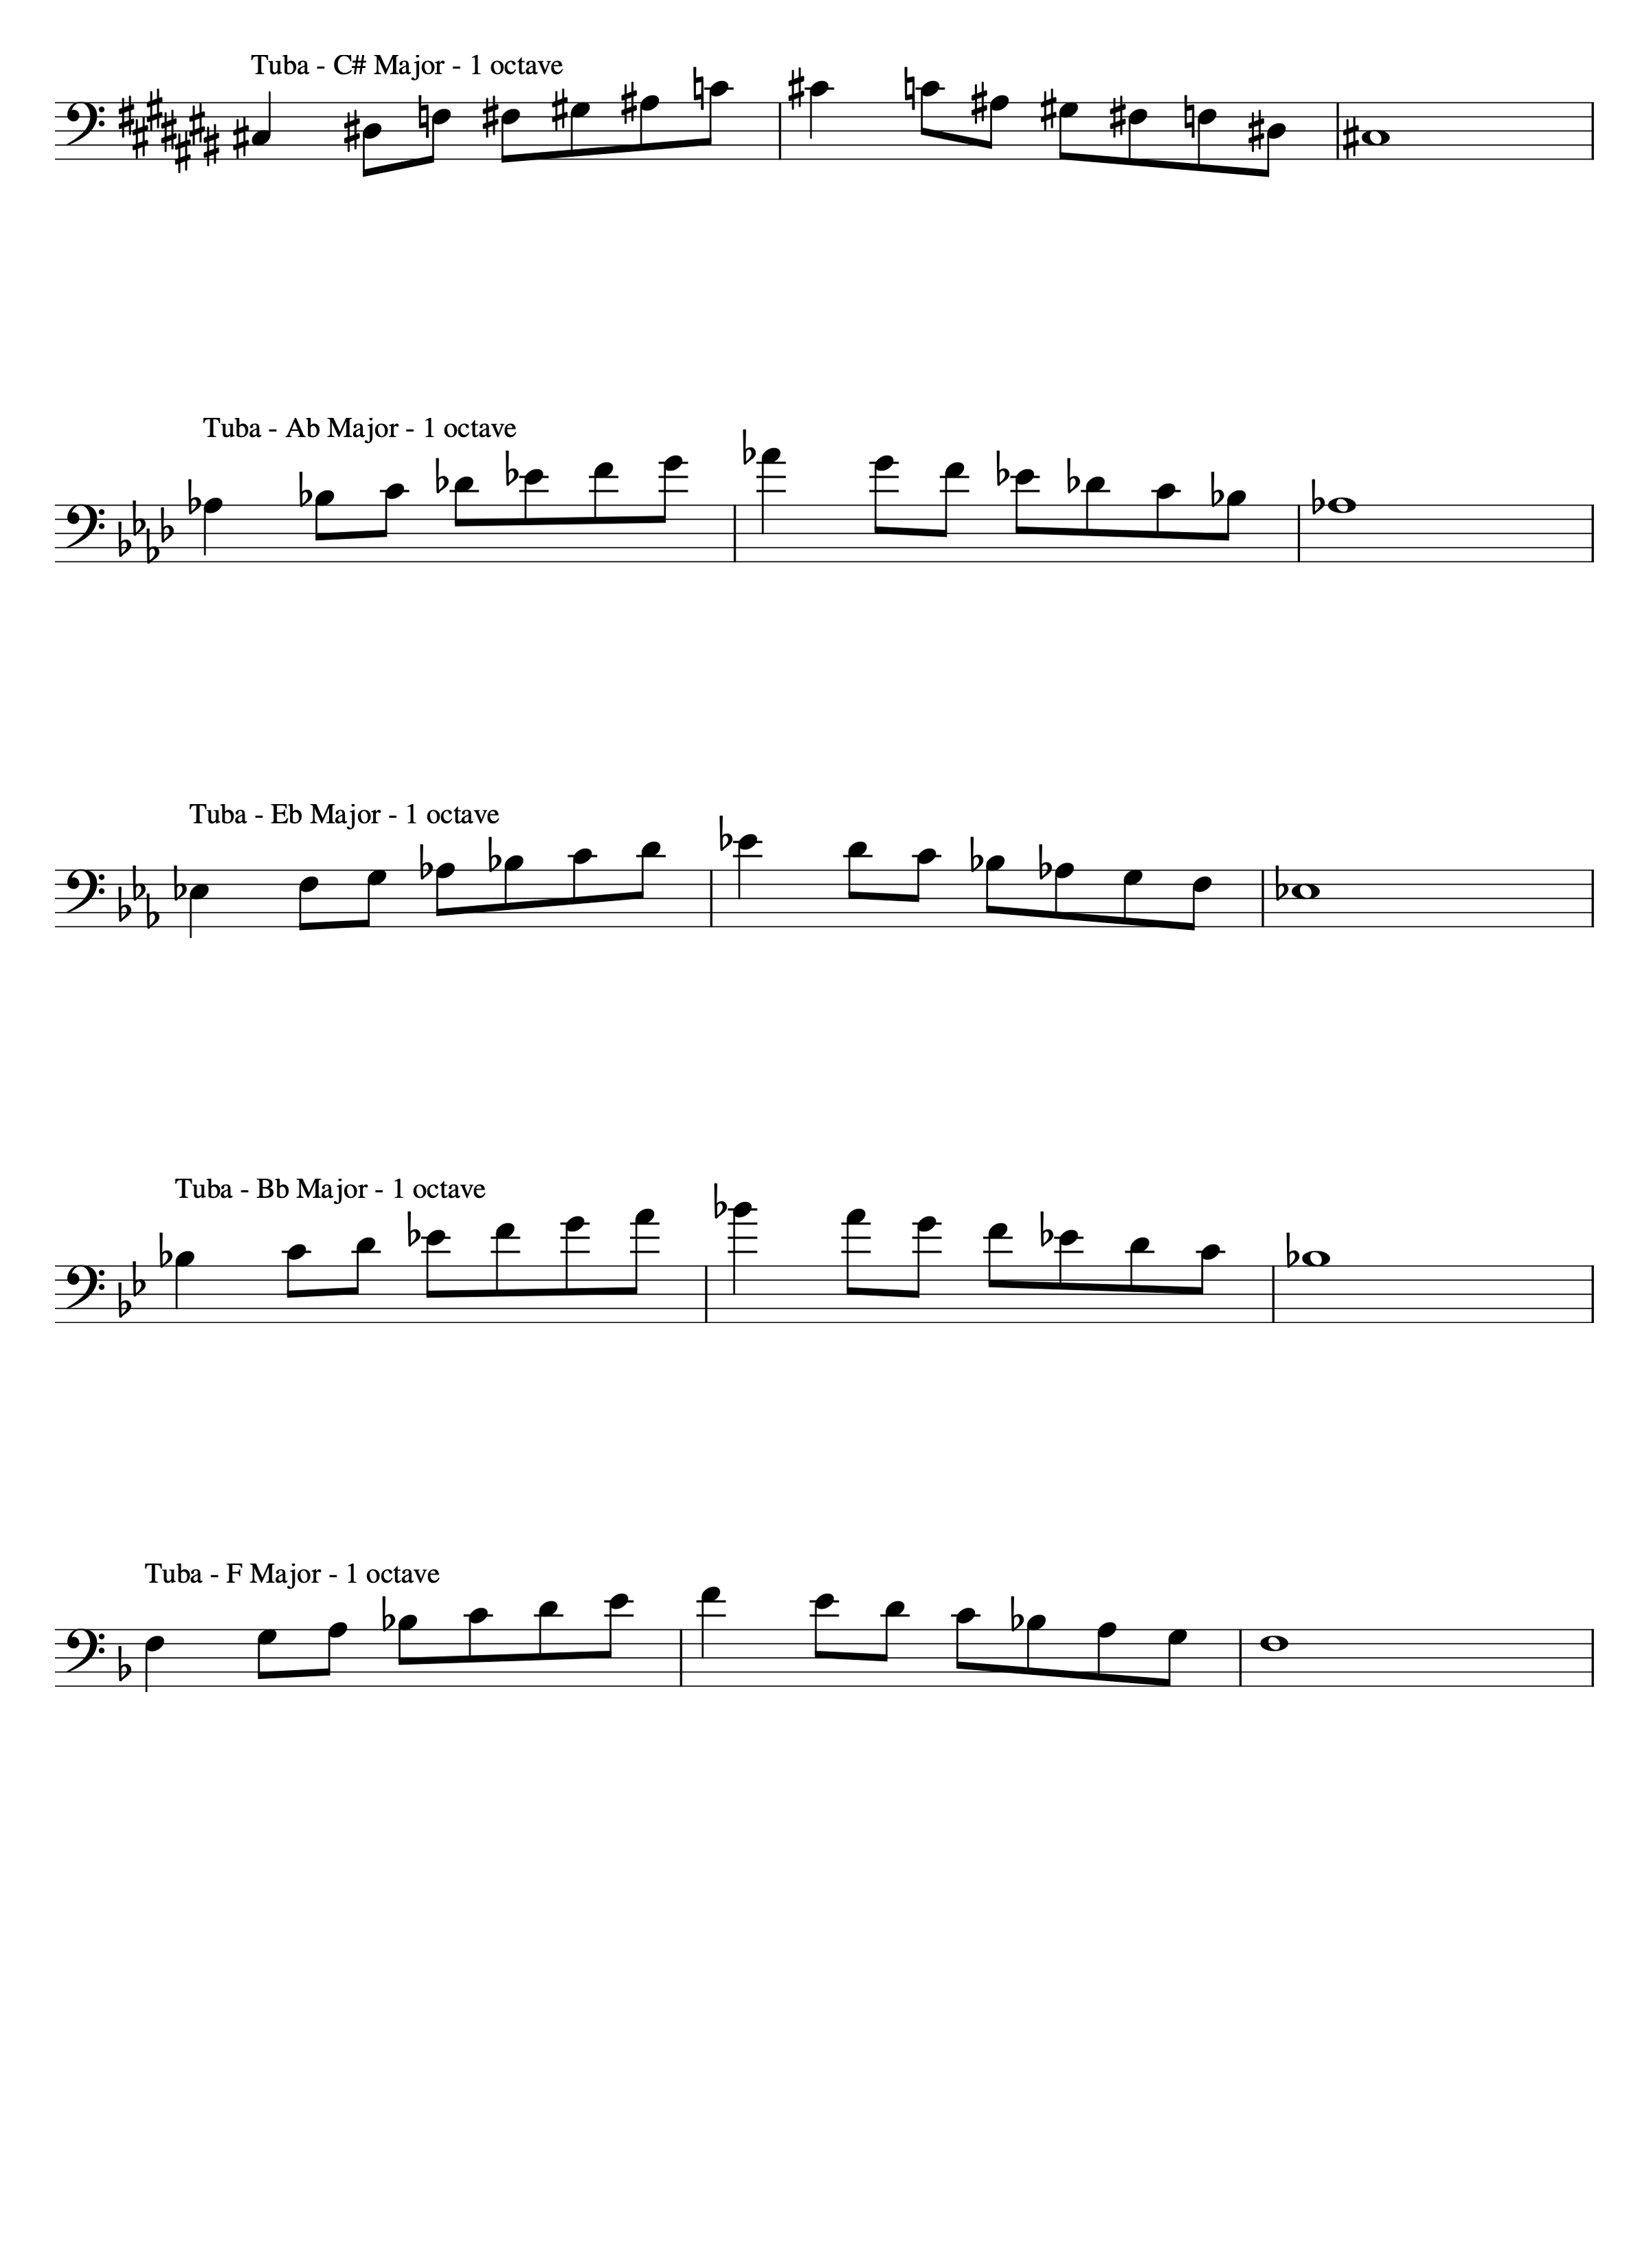 Tuba - C# Major - 1 octave
Tuba - Ab Major - 1 octave
Tuba - Eb Major - 1 octave
Tuba - Bb Major - 1 octave
Tuba - F Major - 1 octave